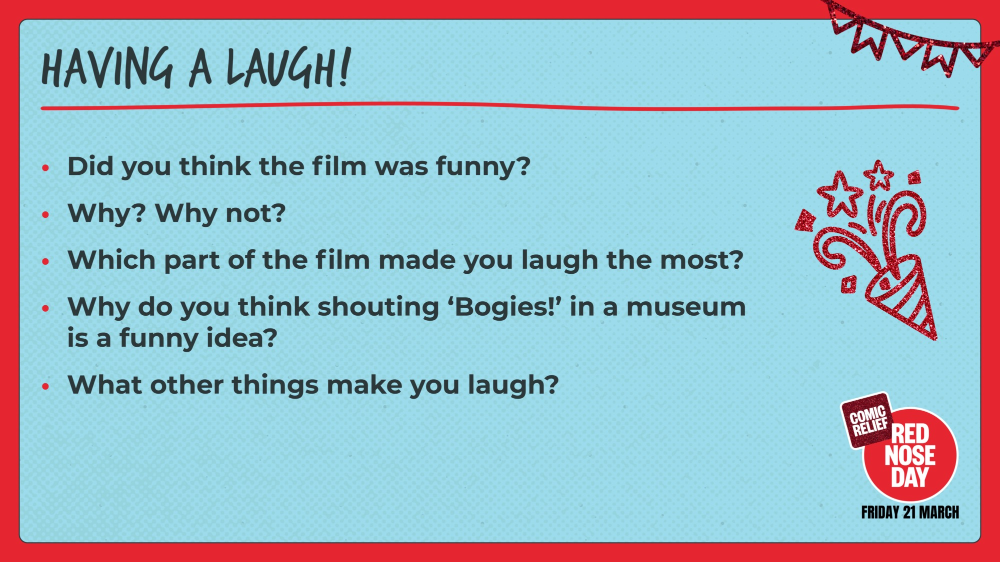 HAVING A LAUGH!
• Did you think the film was funny?
• Why? Why not?
• Which part of the film made you laugh the most?
• Why do you think shouting ‘Bogies!’ in a museum
is a funny idea?
• What other things make you laugh?
COMIC
RELIEF
RED
NOSE
DAY
FRIDAY 21 MARCH